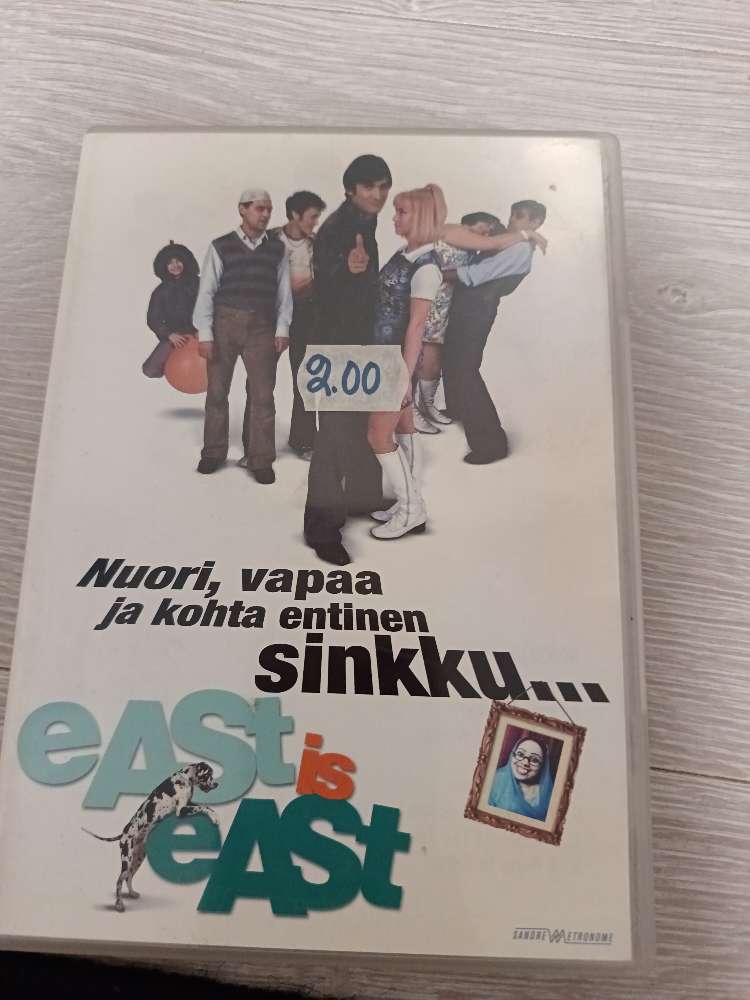 2.00
Nuori, vapaa
ja kohta entinen
sinkku...
eASt is
eASt
SANDREW METRONOME